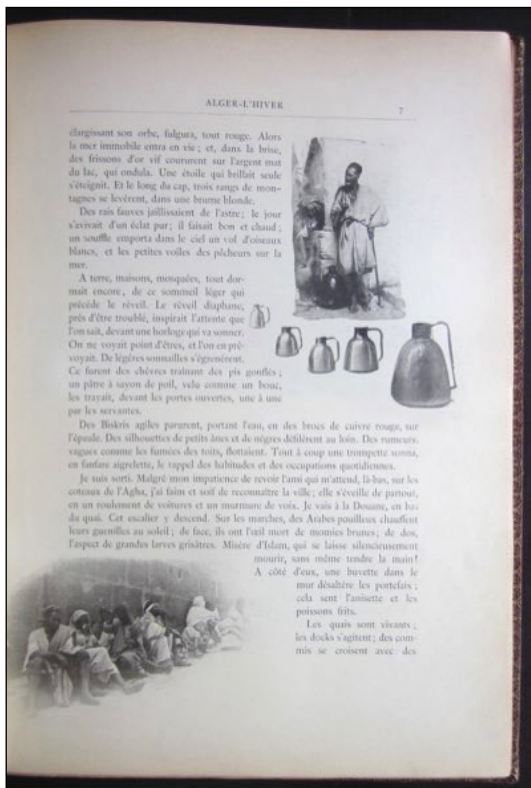 ALGER-L'HIVER
7
élargissant son orbe, fulgura, tout rouge. Alors
la mer immobile entra en vie ; et, dans la brise,
des frissons d'or vif coururent sur l'argent mat
du lac, qui ondula. Une étoile qui brillait seule
s'éteignit. Et le long du cap, trois rangs de mon-
tagnes se levèrent, dans une brume blonde.
Des rais fauves jaillissaient de l'astre ; le jour
s'avivait d'un éclat pur ; il faisait bon et chaud ;
un souffle emporta dans le ciel un vol d'oiseaux
blancs, et les petites voiles des pêcheurs sur la
mer.
A terre, maisons, mosquées, tout dor-
mait encore, de ce sommeil léger qui
précède le réveil. Le réveil diaphane,
près d'être troublé, inspirait l'attente que
l'on sait, devant une horloge qui va sonner.
On ne voyait point d'êtres, et l'on en pré-
voyait. De légères sonnailles s'égrenèrent.
Ce furent des chèvres traînant des pis gonflés ;
un pâtre à sayon de poil, velu comme un bouc,
les trayait, devant les portes ouvertes, une à une
par les servantes.
Des Biskris agiles parurent, portant l'eau, en des brocs de cuivre rouge, sur
l'épaule. Des silhouettes de petits ânes et de nègres défilèrent au loin. Des rumeurs,
vagues comme les fumées des toits, flottaient. Tout à coup une trompette sonna,
en fanfare aigrelette, le rappel des habitudes et des occupations quotidiennes.
Je suis sorti. Malgré mon impatience de revoir l'ami qui m'attend, là-bas, sur les
coteaux de l'Agha, j'ai faim et soif de reconnaître la ville ; elle s'éveille de partout,
en un roulement de voitures et un murmure de voix. Je vais à la Douane, en bas
du quai. Cet escalier y descend. Sur les marches, des Arabes pouilleux chauffent
leurs guenilles au soleil ; de face, ils ont l'œil mort de momies brunes ; de dos,
l'aspect de grandes larves grisâtres. Misère d'Islam, qui se laisse silencieusement
mourir, sans même tendre la main !
A côté d'eux, une buvette dans le
mur désaltère les portefaix ;
cela sent l'anisette et les
poissons frits.
Les quais sont vivants ;
les docks s'agitent ; des com-
mis se croisent avec des